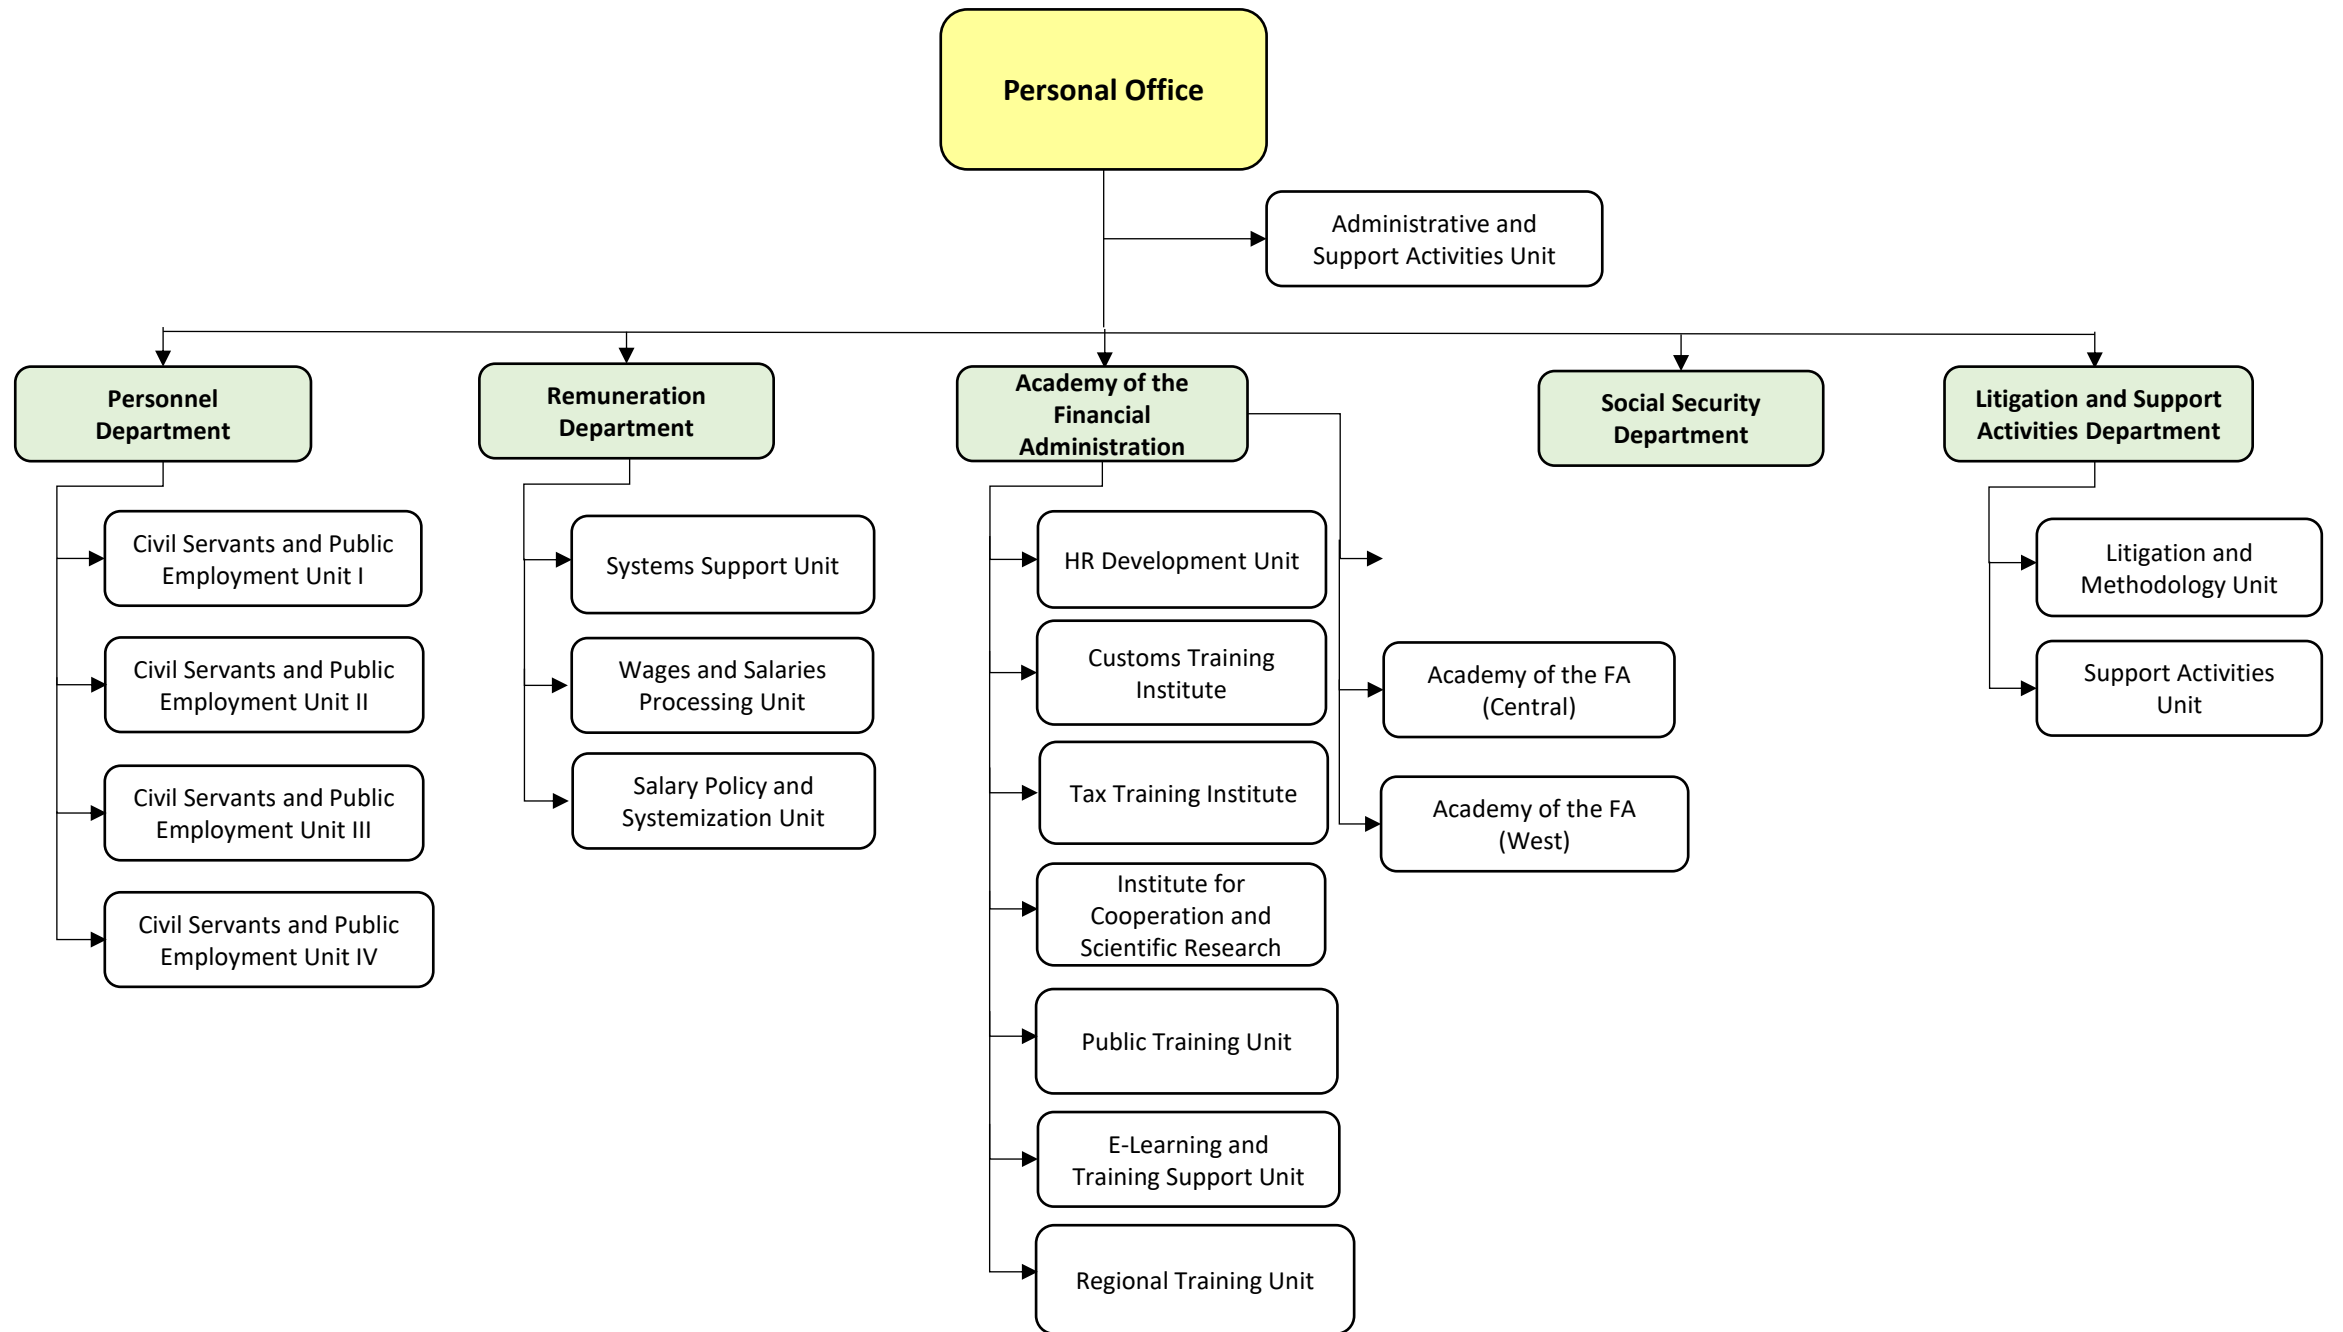 Personal Office
Administrative and
Support Activities Unit
Personnel
Department
Remuneration
Department
Academy of the
Financial
Administration
Social Security
Department
Litigation and Support
Activities Department
Civil Servants and Public
Employment Unit I
Civil Servants and Public
Employment Unit II
Civil Servants and Public
Employment Unit III
Civil Servants and Public
Employment Unit IV
Systems Support Unit
Wages and Salaries
Processing Unit
Salary Policy and
Systemization Unit
HR Development Unit
Customs Training
Institute
Tax Training Institute
Institute for
Cooperation and
Scientific Research
Public Training Unit
E-Learning and
Training Support Unit
Regional Training Unit
Academy of the FA
(Central)
Academy of the FA
(West)
Litigation and
Methodology Unit
Support Activities
Unit